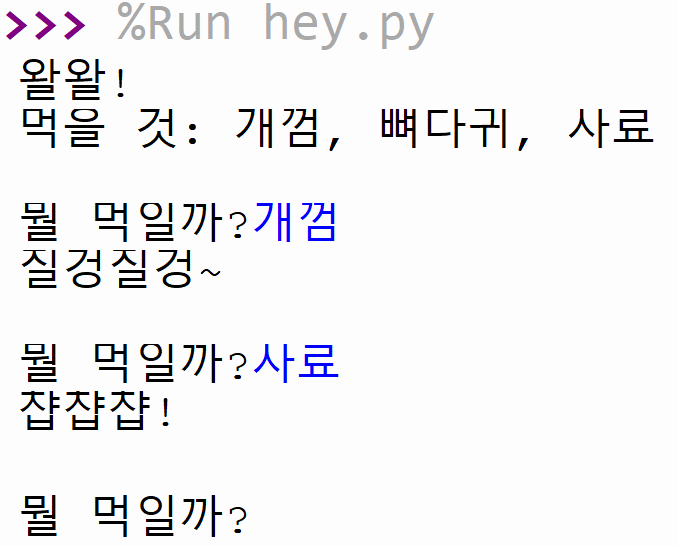 >>> %Run hey.py
왈왈!
먹을 것: 개껌, 뼈다귀, 사료
뭘 먹일까?개껌
질겅질겅~
뭘 먹일까?사료
챱챱챱!
뭘 먹일까?